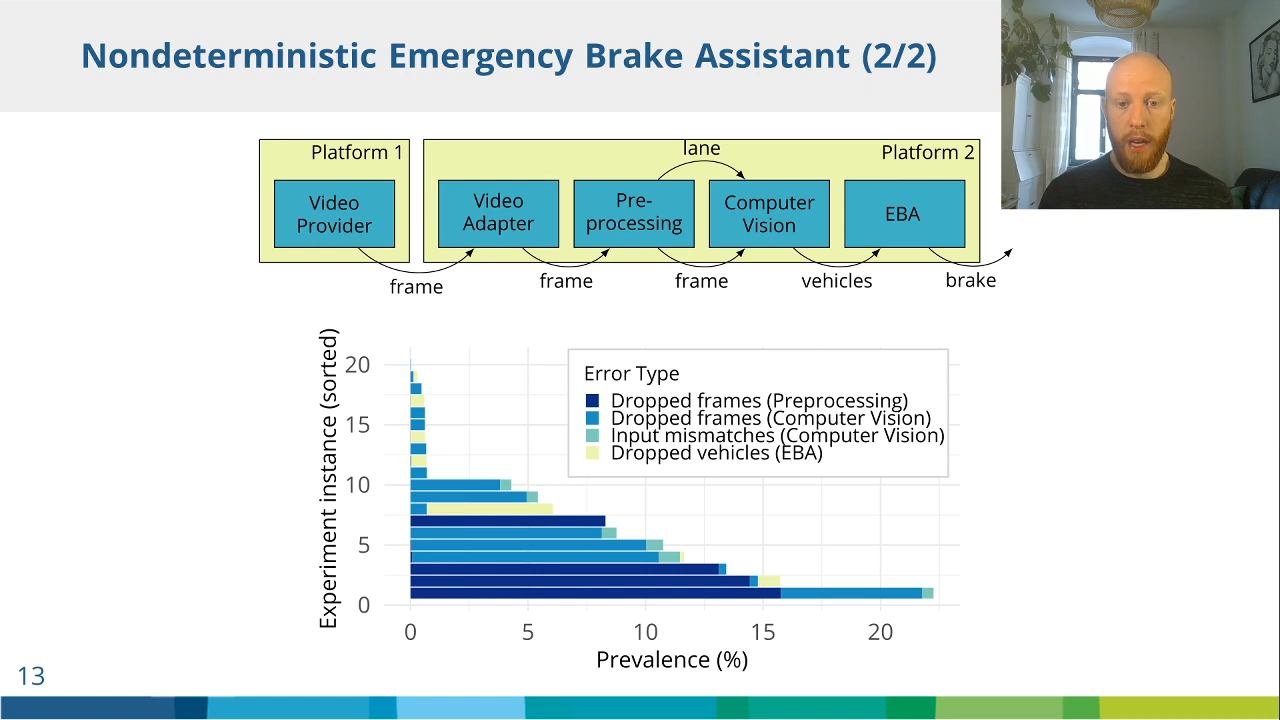 Nondeterministic Emergency Brake Assistant (2/2)
Platform 1
Platform 2
lane
Video
Provider
Video
Adapter
Pre-
processing
Computer
Vision
EBA
frame
frame
frame
vehicles
brake
Experiment instance (sorted)
20
15
10
5
0
Error Type
Dropped frames (Preprocessing)
Dropped frames (Computer Vision)
Input mismatches (Computer Vision)
Dropped vehicles (EBA)
0
5
10
15
20
Prevalence (%)
13